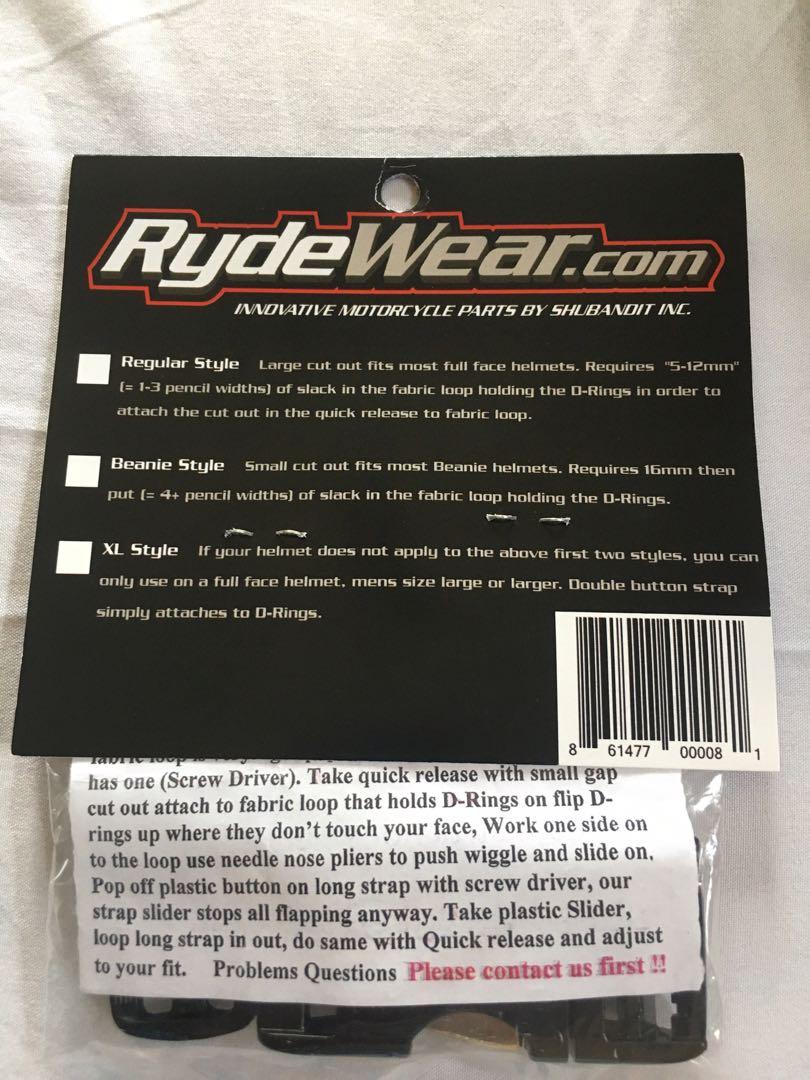 RydeWear.com
INNOVATIVE MOTORCYCLE PARTS BY SHUBANDIT INC.
Regular Style Large cut out fits most full face helmets. Requires "5-12mm"
(= 1-3 pencil widths) of slack in the fabric loop holding the D-Rings in order to
attach the cut out in the quick release to fabric loop.
Beanie Style Small cut out fits most Beanie helmets. Requires 16mm then
put (= 4+ pencil widths) of slack in the fabric loop holding the D-Rings.
XL Style If your helmet does not apply to the above first two styles, you can
only use on a full face helmet, mens size large or larger. Double button strap
simply attaches to D-Rings.
8 61477 00008 1
fabric loop is
has one (Screw Driver). Take quick release with small gap
cut out attach to fabric loop that holds D-Rings on flip D-
rings up where they don't touch your face, Work one side on
to the loop use needle nose pliers to push wiggle and slide on.
Pop off plastic button on long strap with screw driver, our
strap slider stops all flapping anyway. Take plastic Slider,
loop long strap in out, do same with Quick release and adjust
to your fit. Problems Questions Please contact us first !!